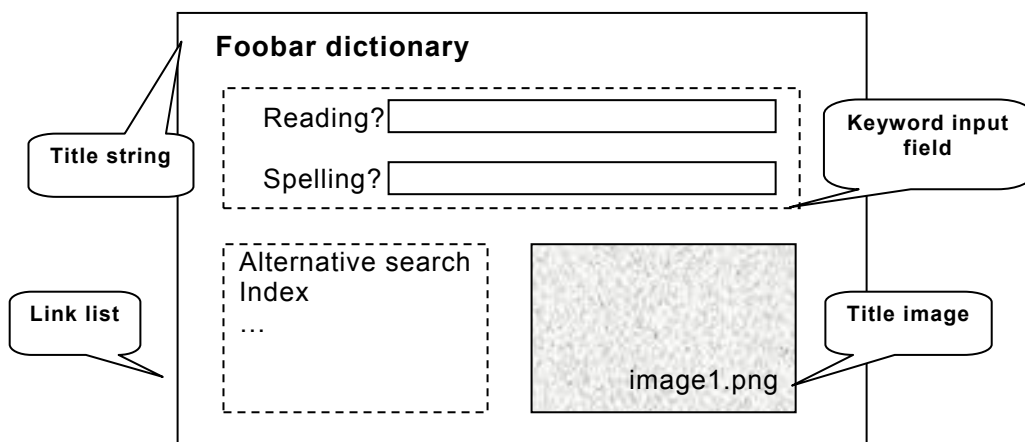 Foobar dictionary
Reading?
Keyword input
field
Title string
Spelling?
Alternative search
Index
…
Link list
Title image
image1.png